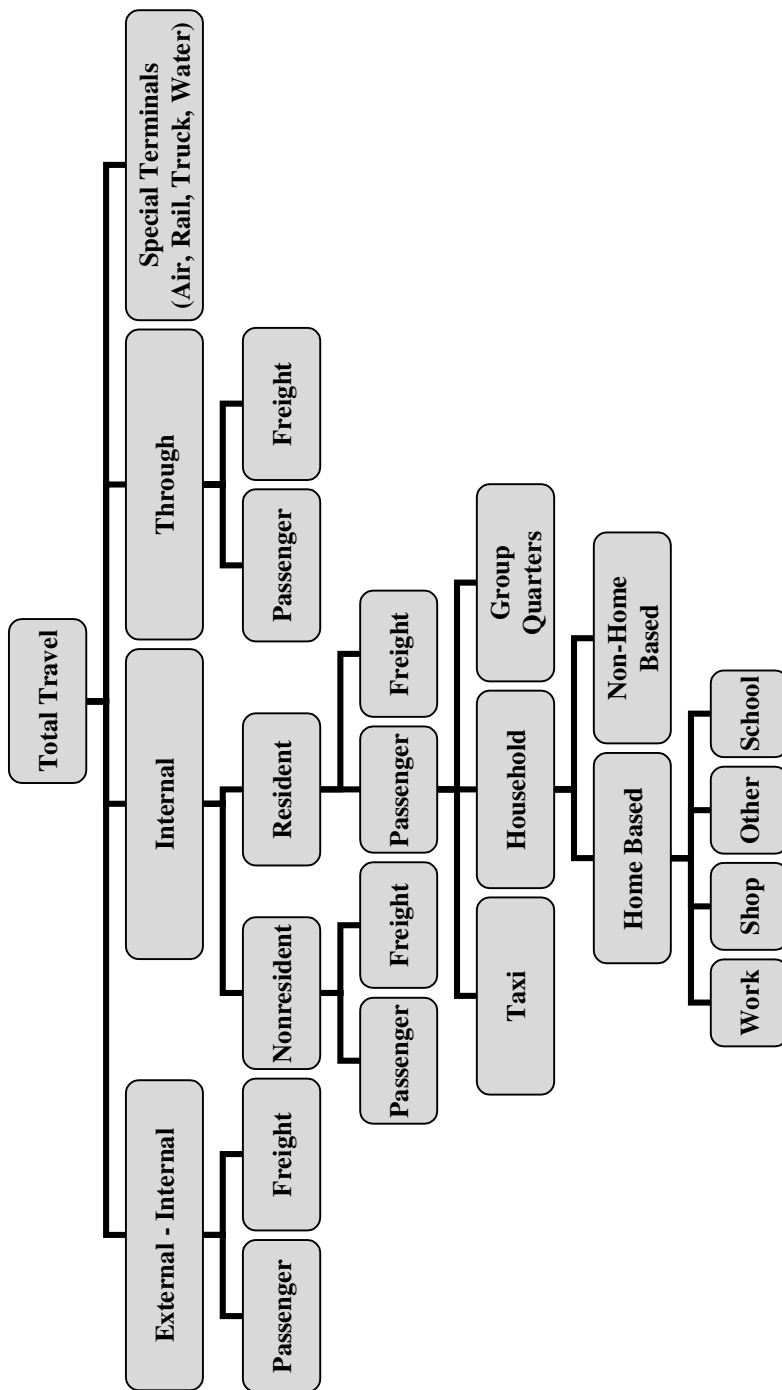 Total Travel
External - Internal
Internal
Through
Special Terminals
(Air, Rail, Truck, Water)
Passenger
Freight
Nonresident
Resident
Passenger
Freight
Passenger
Freight
Passenger
Freight
Taxi
Household
Group
Quarters
Home Based
Non-Home
Based
Work
Shop
Other
School